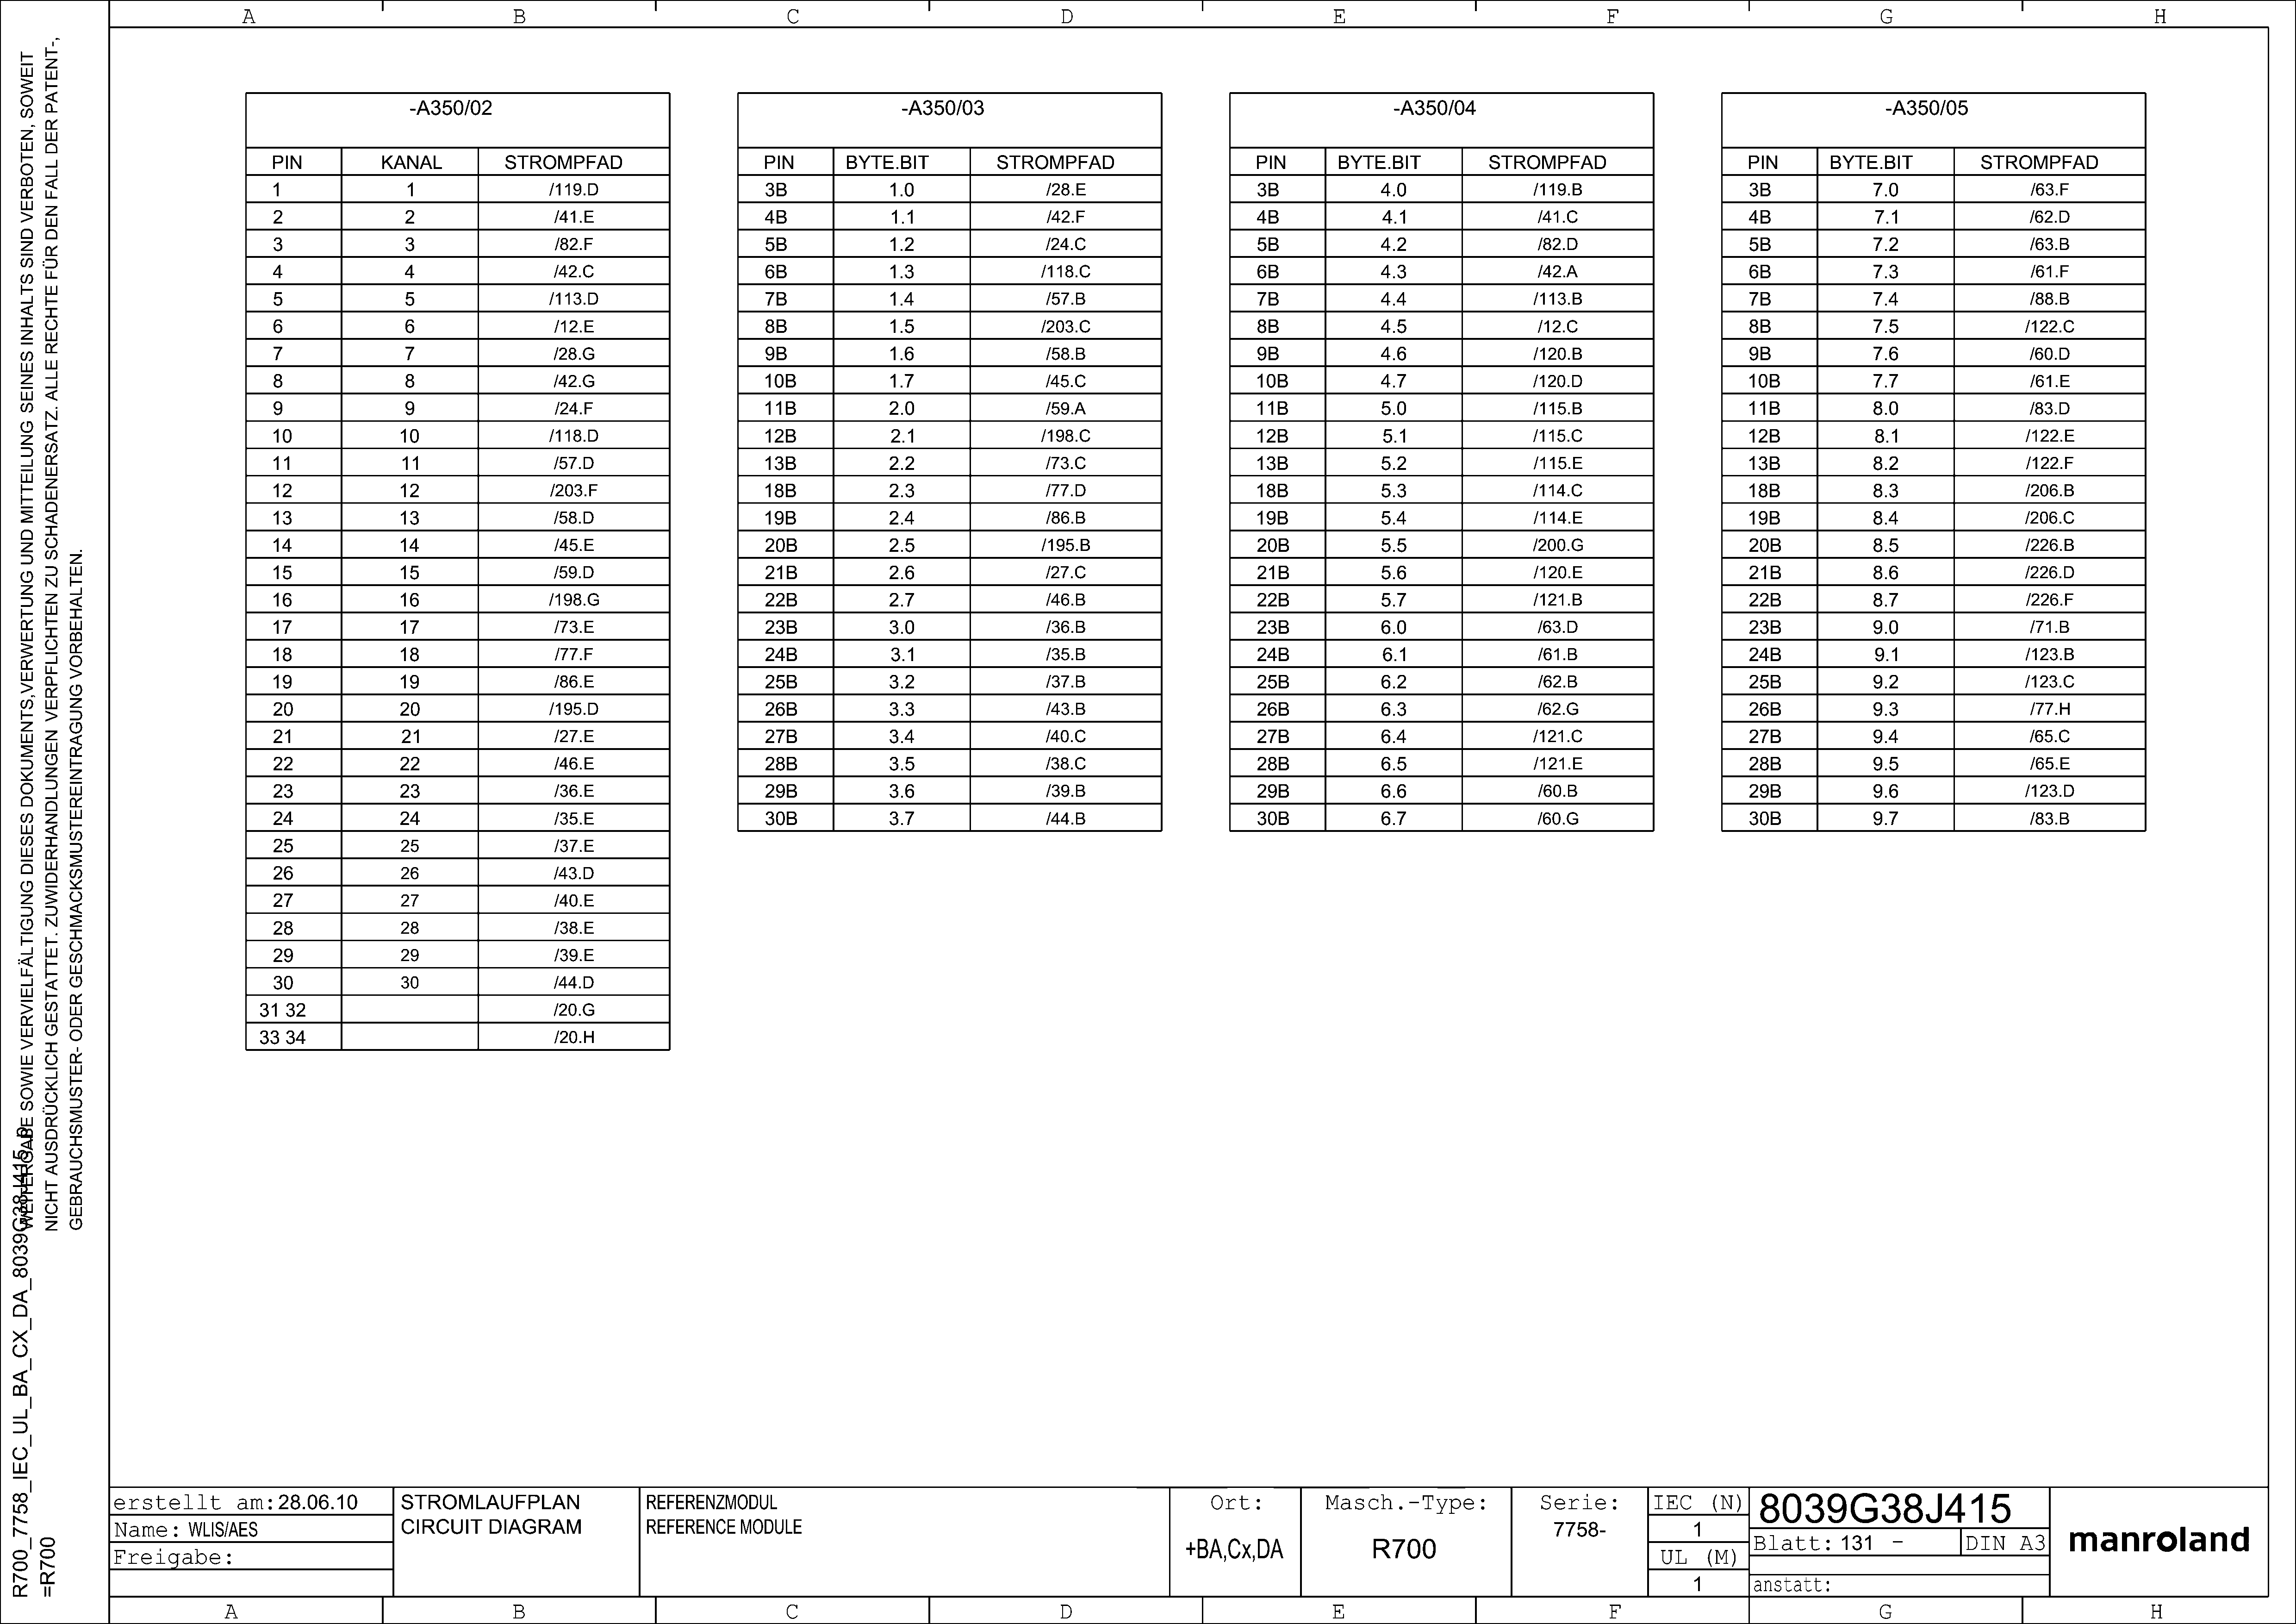 A B C D E F G H
-A350/02
PIN KANAL STROMPFAD
1 1 /119.D
2 2 /41.E
3 3 /82.F
4 4 /42.C
5 5 /113.D
6 6 /12.E
7 7 /28.G
8 8 /42.G
9 9 /24.F
10 10 /118.D
11 11 /57.D
12 12 /203.F
13 13 /58.D
14 14 /45.E
15 15 /59.D
16 16 /198.G
17 17 /73.E
18 18 /77.F
19 19 /86.E
20 20 /195.D
21 21 /27.E
22 22 /46.E
23 23 /36.E
24 24 /35.E
25 25 /37.E
26 26 /43.D
27 27 /40.E
28 28 /38.E
29 29 /39.E
30 30 /44.D
31 32 /20.G
33 34 /20.H
-A350/03
PIN BYTE.BIT STROMPFAD
3B 1.0 /28.E
4B 1.1 /42.F
5B 1.2 /24.C
6B 1.3 /118.C
7B 1.4 /57.B
8B 1.5 /203.C
9B 1.6 /58.B
10B 1.7 /45.C
11B 2.0 /59.A
12B 2.1 /198.C
13B 2.2 /73.C
18B 2.3 /77.D
19B 2.4 /86.B
20B 2.5 /195.B
21B 2.6 /27.C
22B 2.7 /46.B
23B 3.0 /36.B
24B 3.1 /35.B
25B 3.2 /37.B
26B 3.3 /43.B
27B 3.4 /40.C
28B 3.5 /38.C
29B 3.6 /39.B
30B 3.7 /44.B
-A350/04
PIN BYTE.BIT STROMPFAD
3B 4.0 /119.B
4B 4.1 /41.C
5B 4.2 /82.D
6B 4.3 /42.A
7B 4.4 /113.B
8B 4.5 /12.C
9B 4.6 /120.B
10B 4.7 /120.D
11B 5.0 /115.B
12B 5.1 /115.C
13B 5.2 /115.E
18B 5.3 /114.C
19B 5.4 /114.E
20B 5.5 /200.G
21B 5.6 /120.E
22B 5.7 /121.B
23B 6.0 /63.D
24B 6.1 /61.B
25B 6.2 /62.B
26B 6.3 /62.G
27B 6.4 /121.C
28B 6.5 /121.E
29B 6.6 /60.B
30B 6.7 /60.G
-A350/05
PIN BYTE.BIT STROMPFAD
3B 7.0 /63.F
4B 7.1 /62.D
5B 7.2 /63.B
6B 7.3 /61.F
7B 7.4 /88.B
8B 7.5 /122.C
9B 7.6 /60.D
10B 7.7 /61.E
11B 8.0 /83.D
12B 8.1 /122.E
13B 8.2 /122.F
18B 8.3 /206.B
19B 8.4 /206.C
20B 8.5 /226.B
21B 8.6 /226.D
22B 8.7 /226.F
23B 9.0 /71.B
24B 9.1 /123.B
25B 9.2 /123.C
26B 9.3 /77.H
27B 9.4 /65.C
28B 9.5 /65.E
29B 9.6 /123.D
30B 9.7 /83.B
WEITERGABE SOWIE VERVIELFÄLTIGUNG DIESES DOKUMENTS,VERWERTUNG UND MITTEILUNG SEINES INHALTS SIND VERBOTEN, SOWEIT
NICHT AUSDRÜCKLICH GESTATTET. ZUWIDERHANDLUNGEN VERPFLICHTEN ZU SCHADENERSATZ. ALLE RECHTE FÜR DEN FALL DER PATENT-,
GEBRAUCHSMUSTER- ODER GESCHMACKSMUSTEREINTRAGUNG VORBEHALTEN.
R700_7758_IEC_UL_BA_CX_DA_8039G38J415_p
=R700
erstellt am: 28.06.10
Name: WLIS/AES
Freigabe:
STROMLAUFPLAN
CIRCUIT DIAGRAM
REFERENZMODUL
REFERENCE MODULE
Ort:
+BA,Cx,DA
Masch.-Type:
R700
Serie:
7758-
IEC (N)
1
UL (M)
1
8039G38J415
Blatt: 131 -
DIN A3
anstatt:
manroland
A B C D E F G H